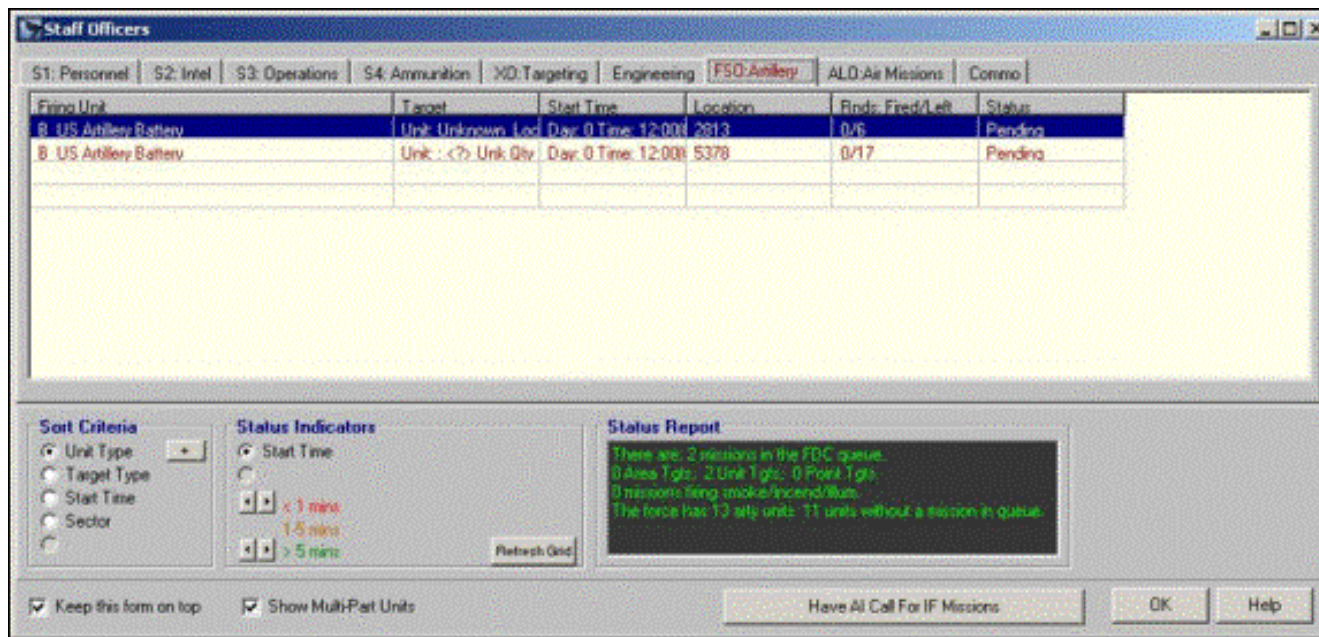 Staff Officers
S1: Personnel S2: Intel S3: Operations S4: Ammunition XO:Targeting Engineering FSO:Artillery ALO:Air Missions Commo
Firing Unit Target Start Time Location Rnds: Fired/Left Status
B US Artillery Battery Unit: Unknown Loc Day: 0 Time: 12:00 2813 0/6 Pending
B US Artillery Battery Unit : <?> Unk Qty Day: 0 Time: 12:00 5378 0/17 Pending
Sort Criteria
Unit Type +
Target Type
Start Time
Sector
Status Indicators
Start Time
< 1 mins
1-5 mins
> 5 mins
Refresh Grid
Status Report
There are: 2 missions in the FDC queue.
0 Area Tgts, 2 Unit Tgts, 0 Point Tgts.
0 missions firing smoke/incend/illum.
The force has 13 arty units 11 units without a mission in queue.
Keep this form on top Show Multi-Part Units Have AI Call For IF Missions OK Help